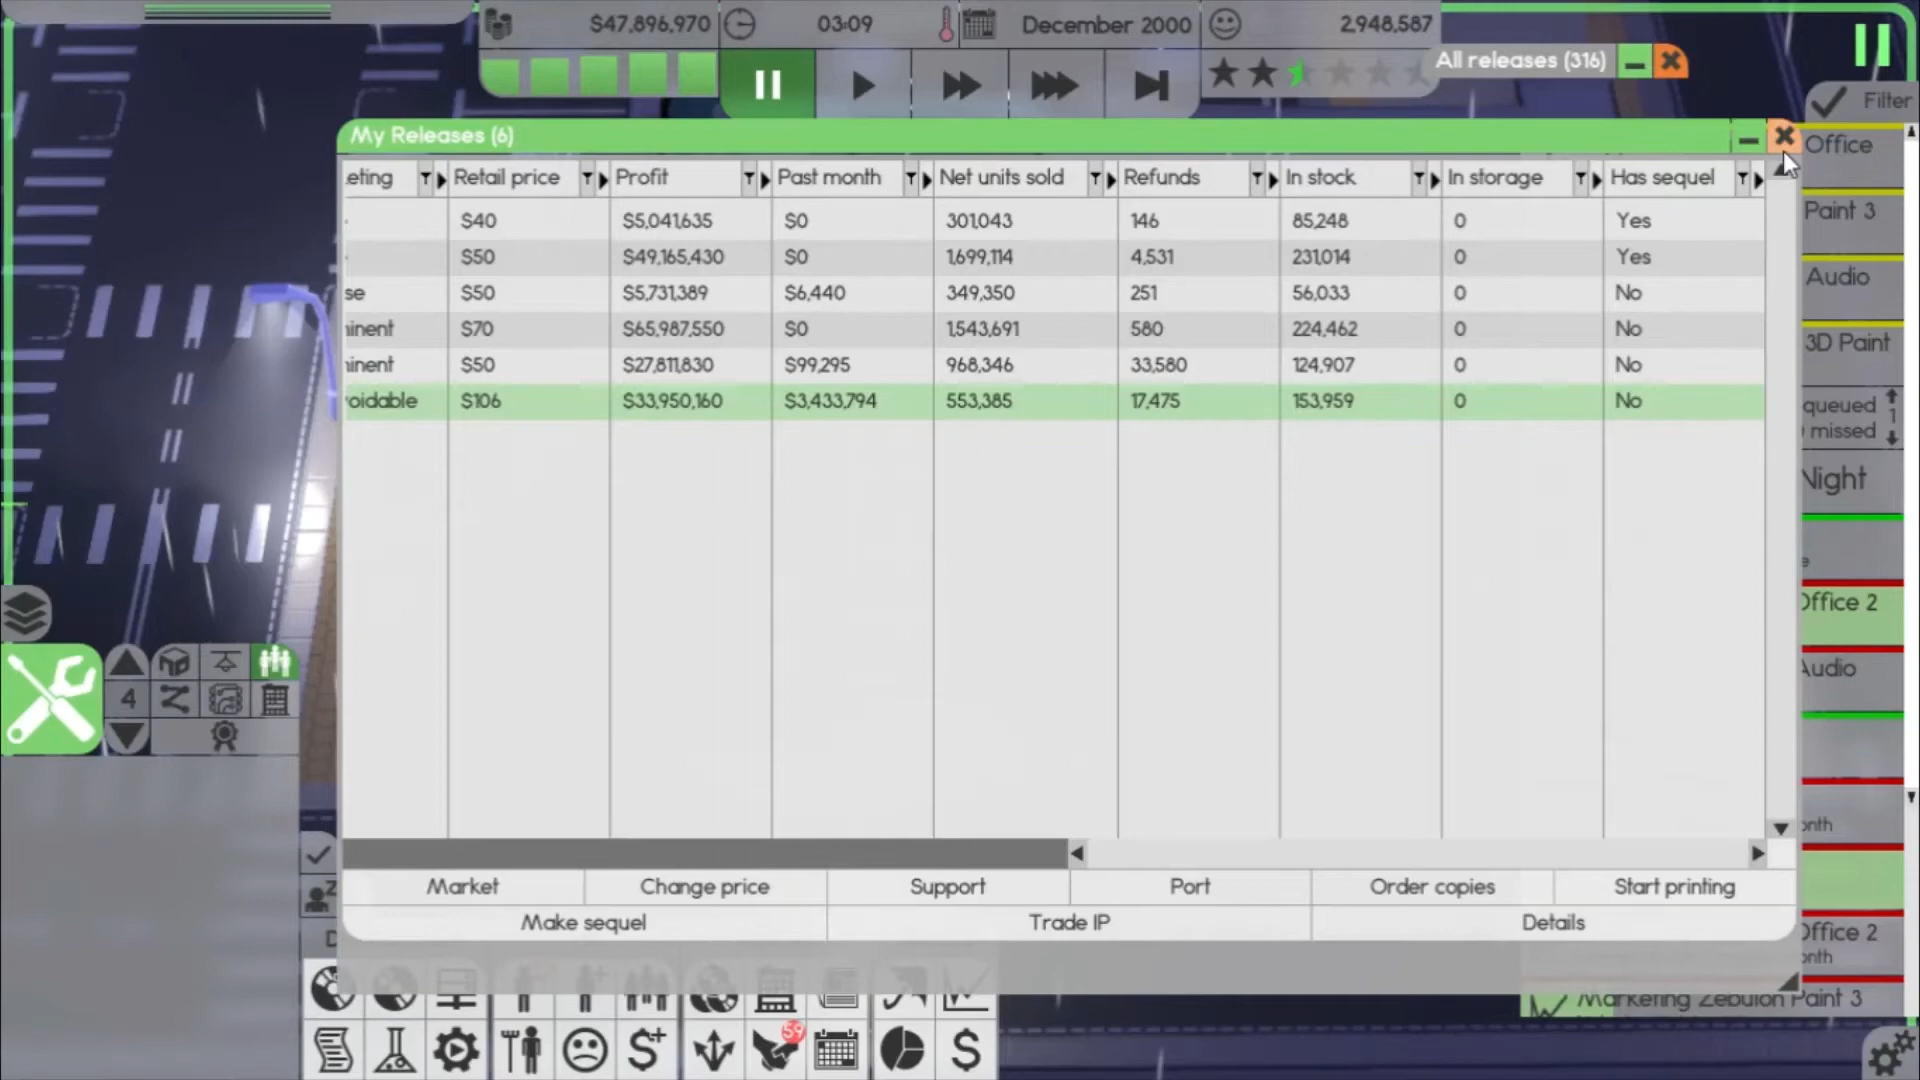 $47,896,970 03:09 December 2000 2,948,587
All releases (316)
Filter
My Releases (6)
eting Retail price Profit Past month Net units sold Refunds In stock In storage Has sequel
$40 $5,041,635 $0 301,043 146 85,248 0 Yes
$50 $49,165,430 $0 1,699,114 4,531 231,014 0 Yes
se $50 $5,731,389 $6,440 349,350 251 56,033 0 No
inent $70 $65,987,550 $0 1,543,691 580 224,462 0 No
inent $50 $27,811,830 $99,295 968,346 33,580 124,907 0 No
oidable $106 $33,950,160 $3,433,794 553,385 17,475 153,959 0 No
Market Change price Support Port Order copies Start printing
Make sequel Trade IP Details
Office
Paint 3
Audio
3D Paint
queued 1
missed
Night
e
Office 2
Audio
onth
Office 2
onth
Marketing Zebulon Paint 3
4
Z
D
59